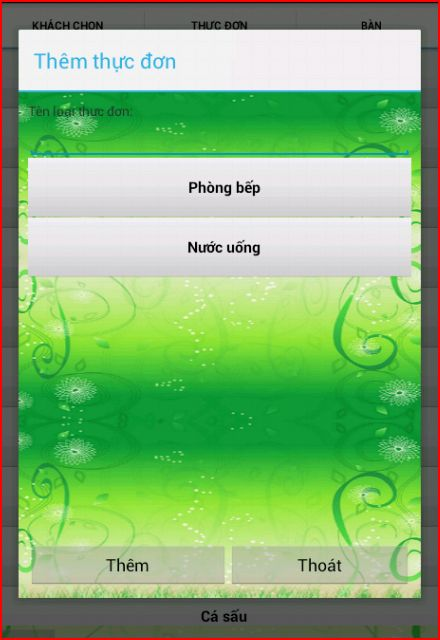 KHÁCH CHỌN THỰC ĐƠN BÀN
Thêm thực đơn
Tên loại thực đơn:
Phòng bếp
Nước uống
Thêm Thoát
Cá sấu